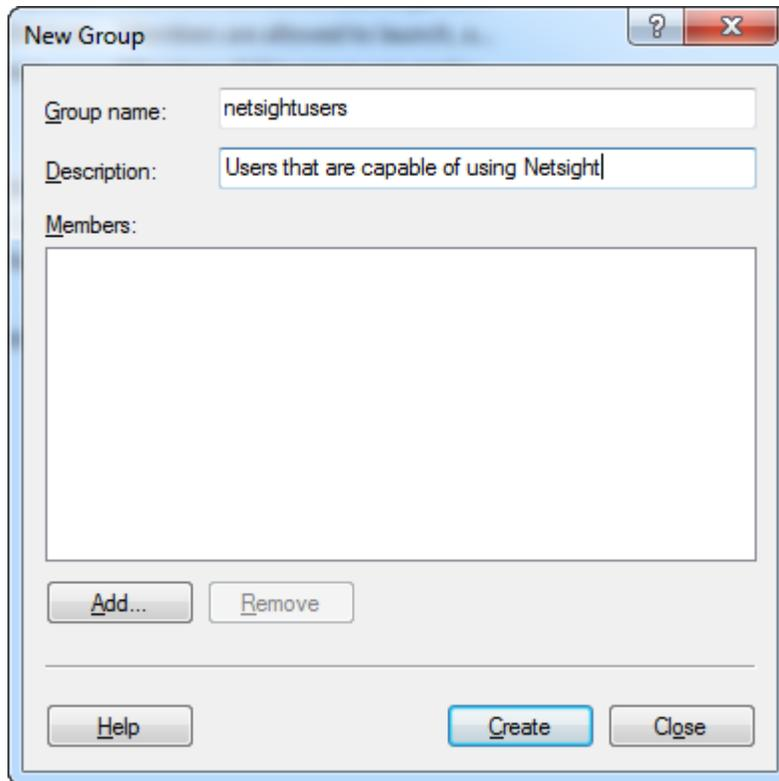 New Group
Group name: netsightusers
Description: Users that are capable of using Netsight
Members:
Add... Remove
Help Create Close